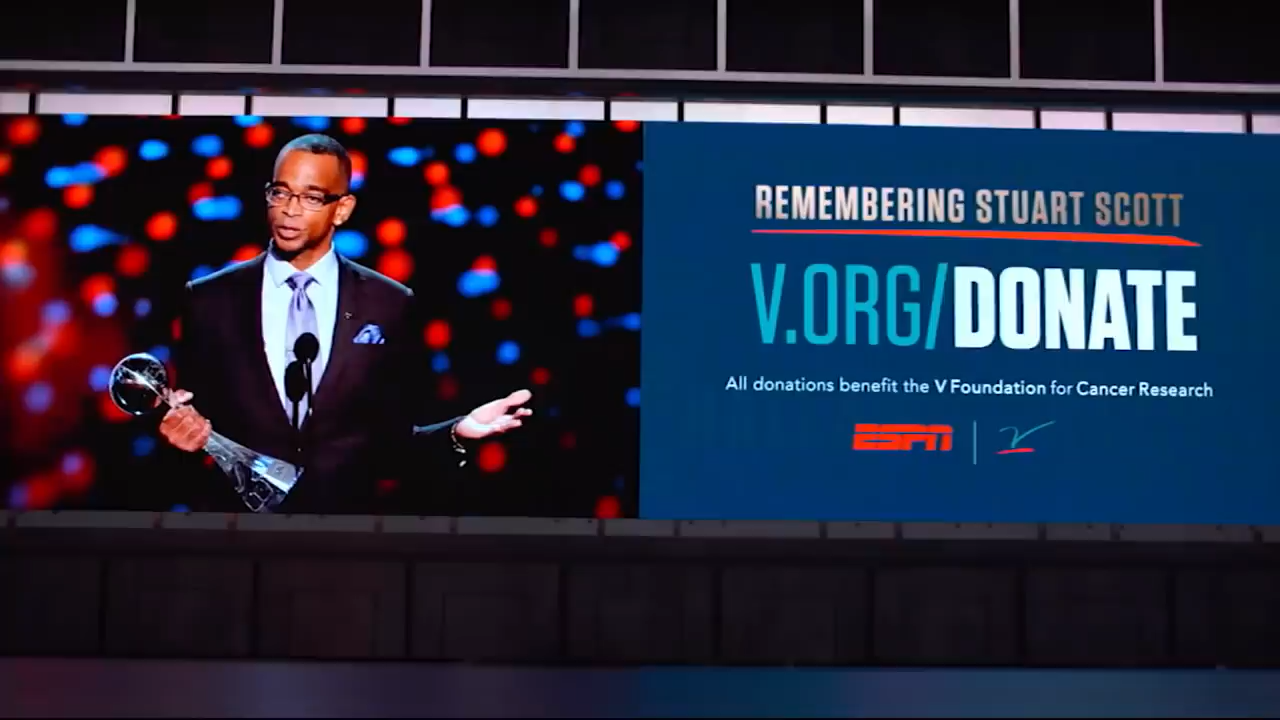 REMEMBERING STUART SCOTT
V.ORG/DONATE
All donations benefit the V Foundation for Cancer Research
ESPN | V